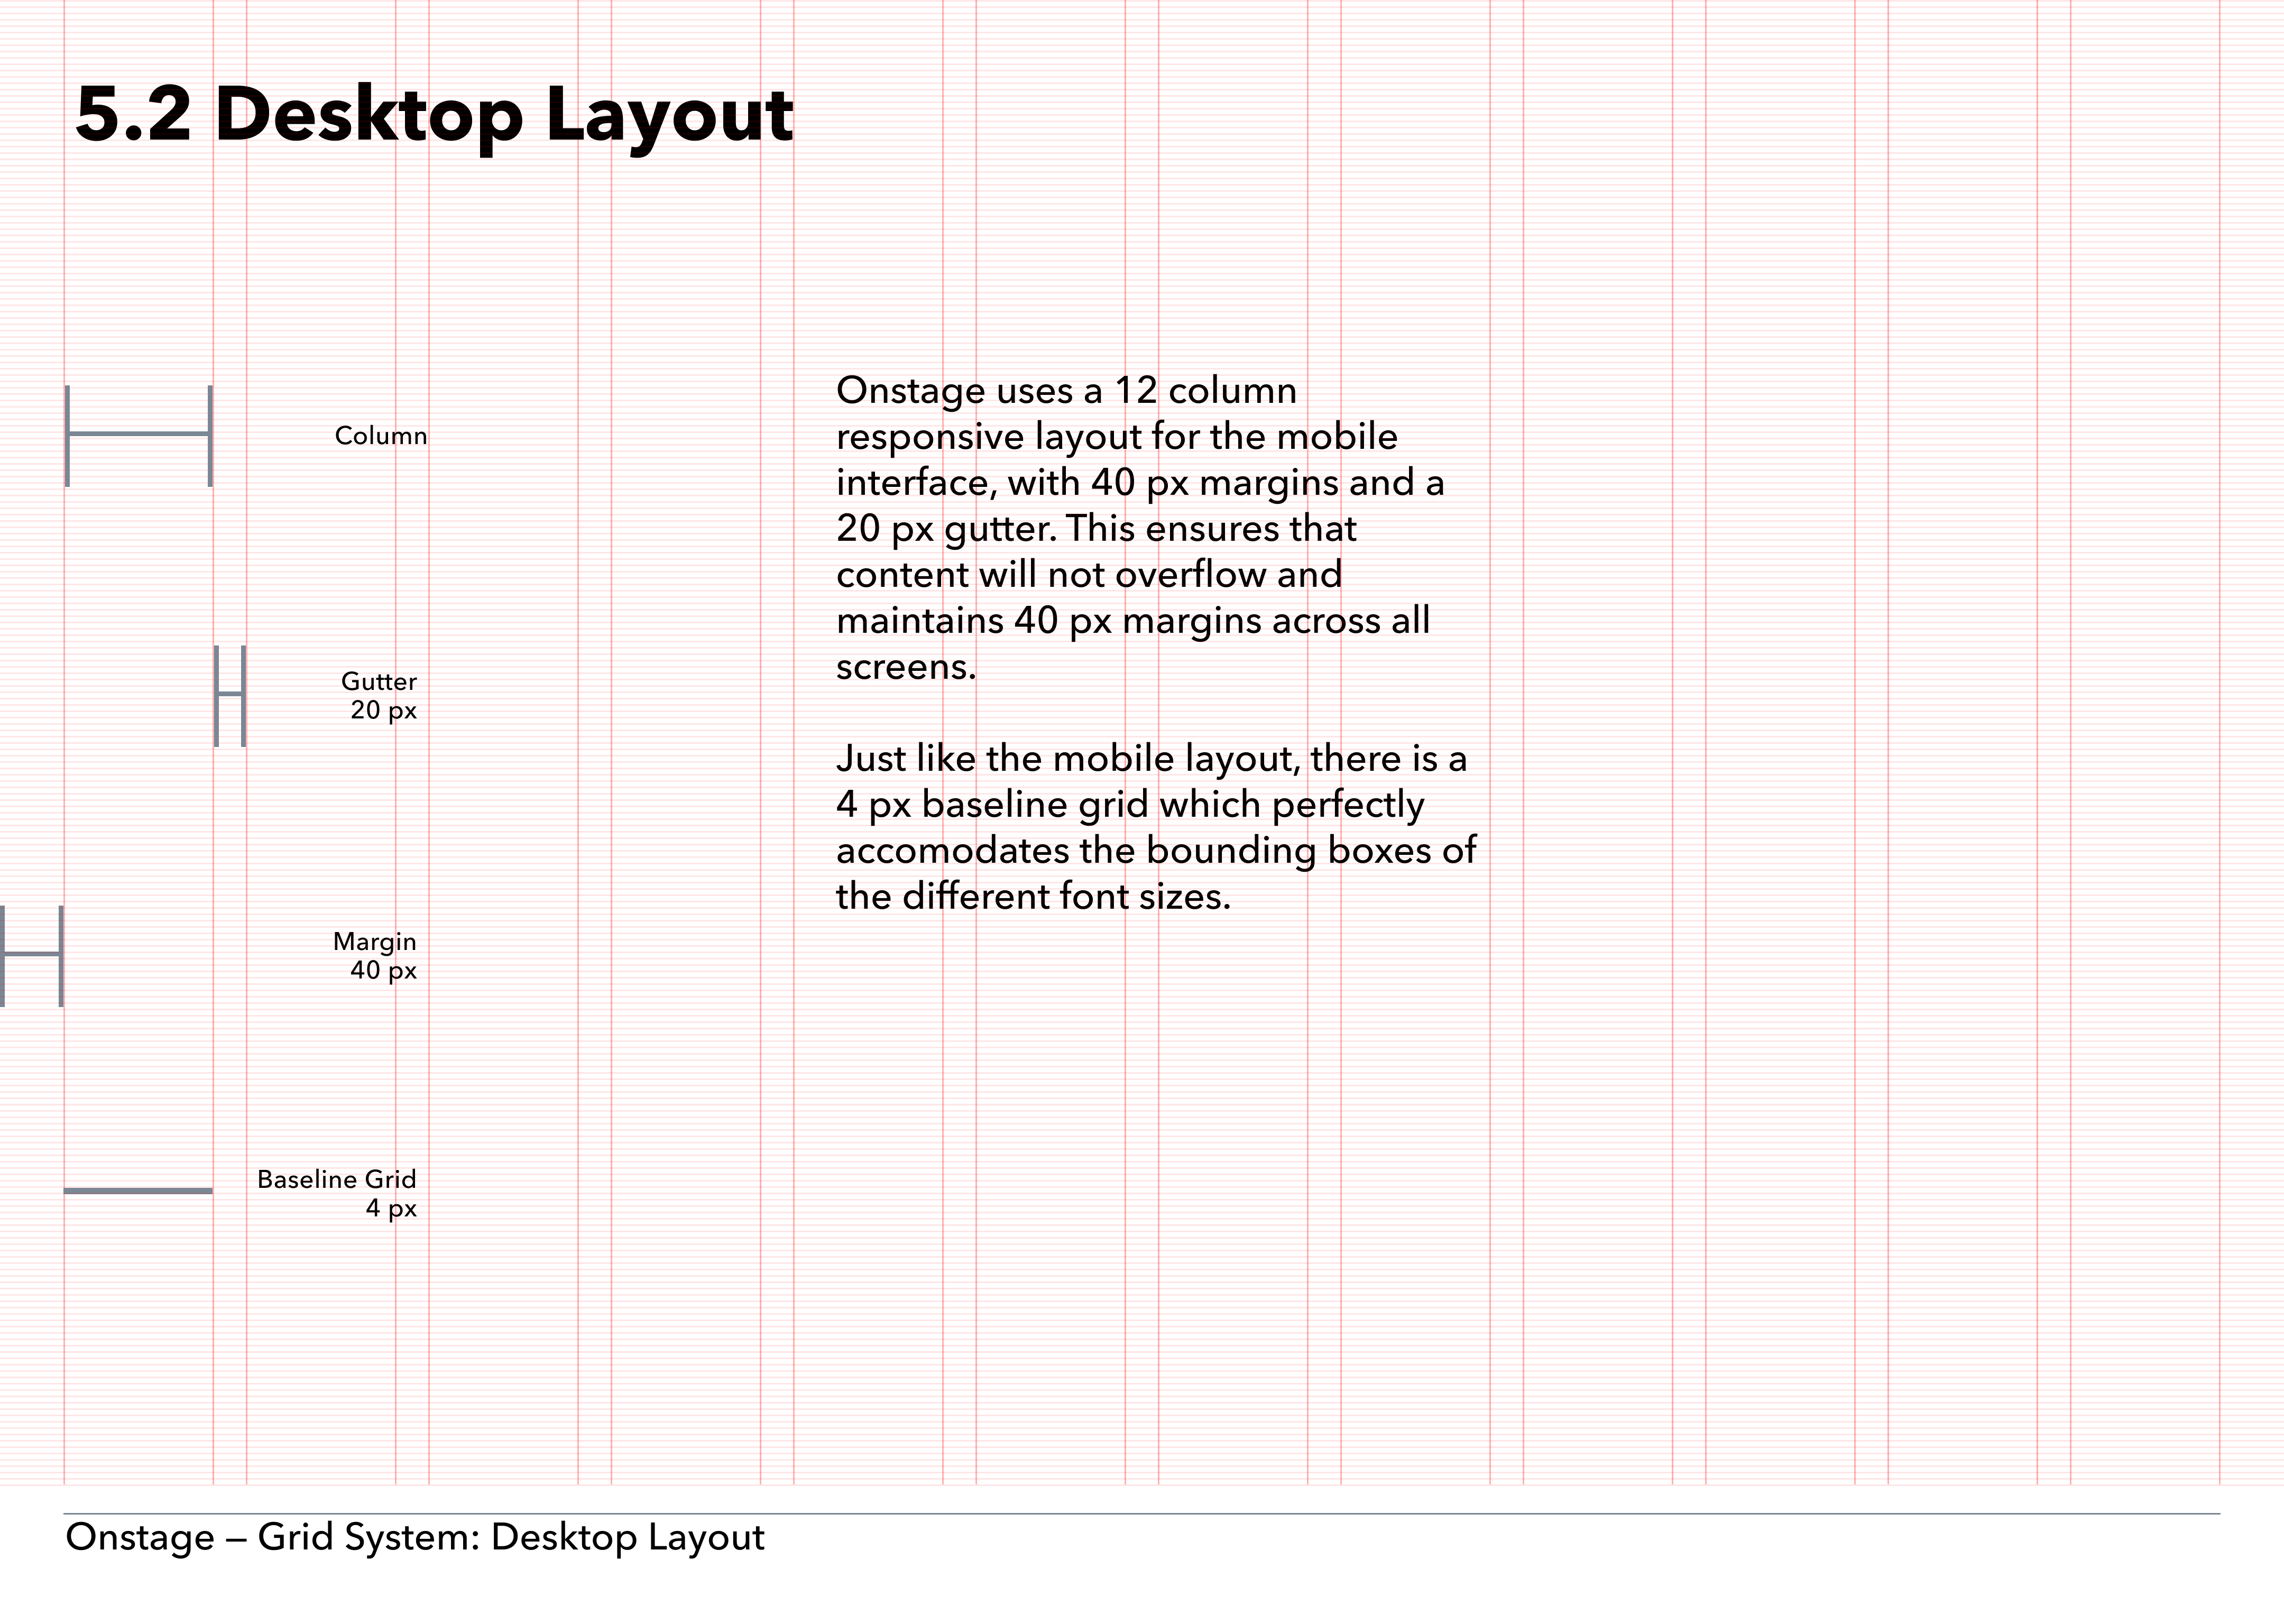 5.2 Desktop Layout
Column
Gutter
20 px
Margin
40 px
Baseline Grid
4 px
Onstage uses a 12 column
responsive layout for the mobile
interface, with 40 px margins and a
20 px gutter. This ensures that
content will not overflow and
maintains 40 px margins across all
screens.
Just like the mobile layout, there is a
4 px baseline grid which perfectly
accomodates the bounding boxes of
the different font sizes.
Onstage – Grid System: Desktop Layout